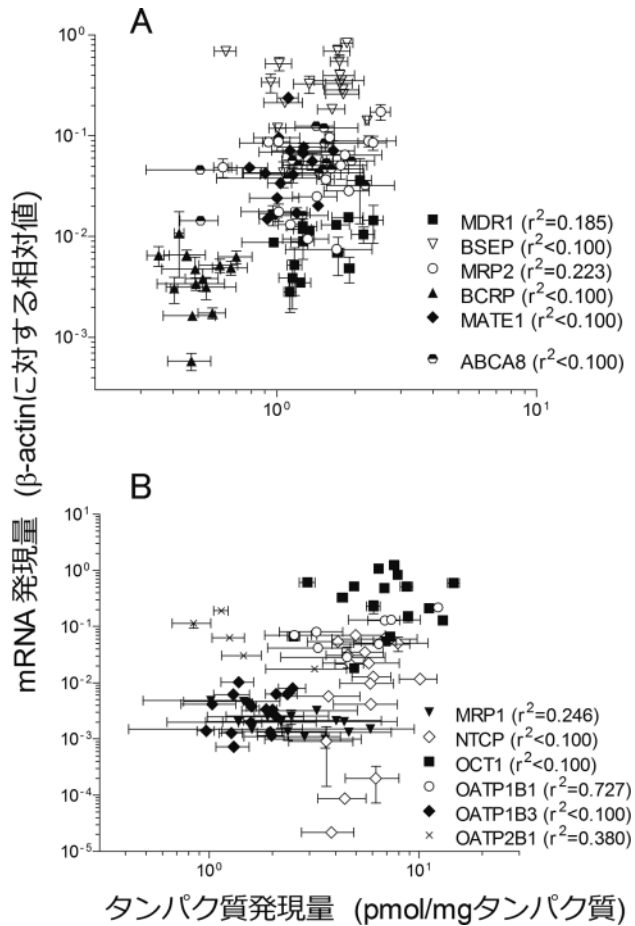 A
10⁰
10⁻¹
10⁻²
10⁻³
MDR1 (r²=0.185)
BSEP (r²<0.100)
MRP2 (r²=0.223)
BCRP (r²<0.100)
MATE1 (r²<0.100)
ABCA8 (r²<0.100)
10⁰
10¹
mRNA 発現量 (β-actinに対する相対値)
B
10¹
10⁰
10⁻¹
10⁻²
10⁻³
10⁻⁴
10⁻⁵
MRP1 (r²=0.246)
NTCP (r²<0.100)
OCT1 (r²<0.100)
OATP1B1 (r²=0.727)
OATP1B3 (r²<0.100)
OATP2B1 (r²=0.380)
10⁰
10¹
タンパク質発現量 (pmol/mgタンパク質)